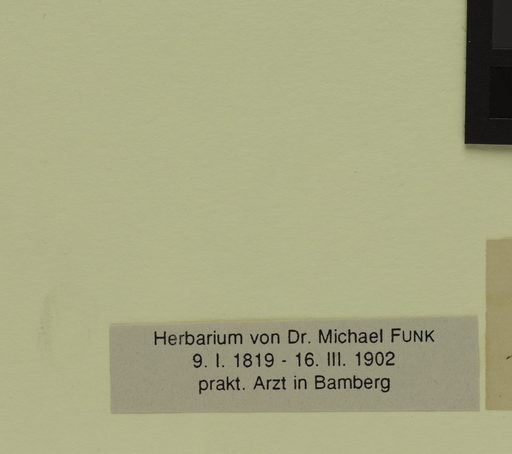 Herbarium von Dr. Michael FUNK
9. I. 1819 - 16. III. 1902
prakt. Arzt in Bamberg